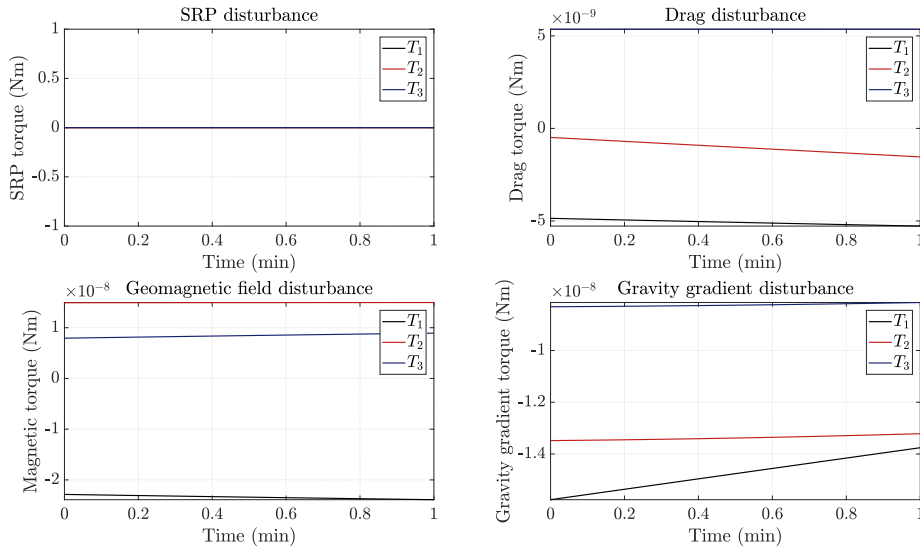 SRP disturbance
SRP torque (Nm)
1
0.5
0
-0.5
-1
0 0.2 0.4 0.6 0.8 1
Time (min)
T1
T2
T3
Drag disturbance
×10−9
Drag torque (Nm)
5
0
-5
0 0.2 0.4 0.6 0.8 1
Time (min)
T1
T2
T3
Geomagnetic field disturbance
×10−8
Magnetic torque (Nm)
1
0
-1
-2
0 0.2 0.4 0.6 0.8 1
Time (min)
T1
T2
T3
Gravity gradient disturbance
×10−8
Gravity gradient torque (Nm)
-1
-1.2
-1.4
0 0.2 0.4 0.6 0.8 1
Time (min)
T1
T2
T3